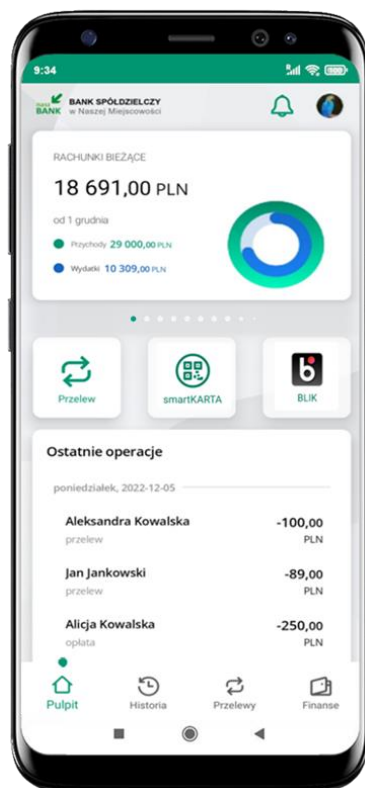 9:34
nasz BANK
BANK SPÓŁDZIELCZY
w Naszej Miejscowości
RACHUNKI BIEŻĄCE
18 691,00 PLN
od 1 grudnia
Przychody 29 000,00 PLN
Wydatki 10 309,00 PLN
Przelew
smartKARTA
BLIK
Ostatnie operacje
poniedziałek, 2022-12-05
Aleksandra Kowalska -100,00
przelew PLN
Jan Jankowski -89,00
przelew PLN
Alicja Kowalska -250,00
opłata PLN
Pulpit
Historia
Przelewy
Finanse